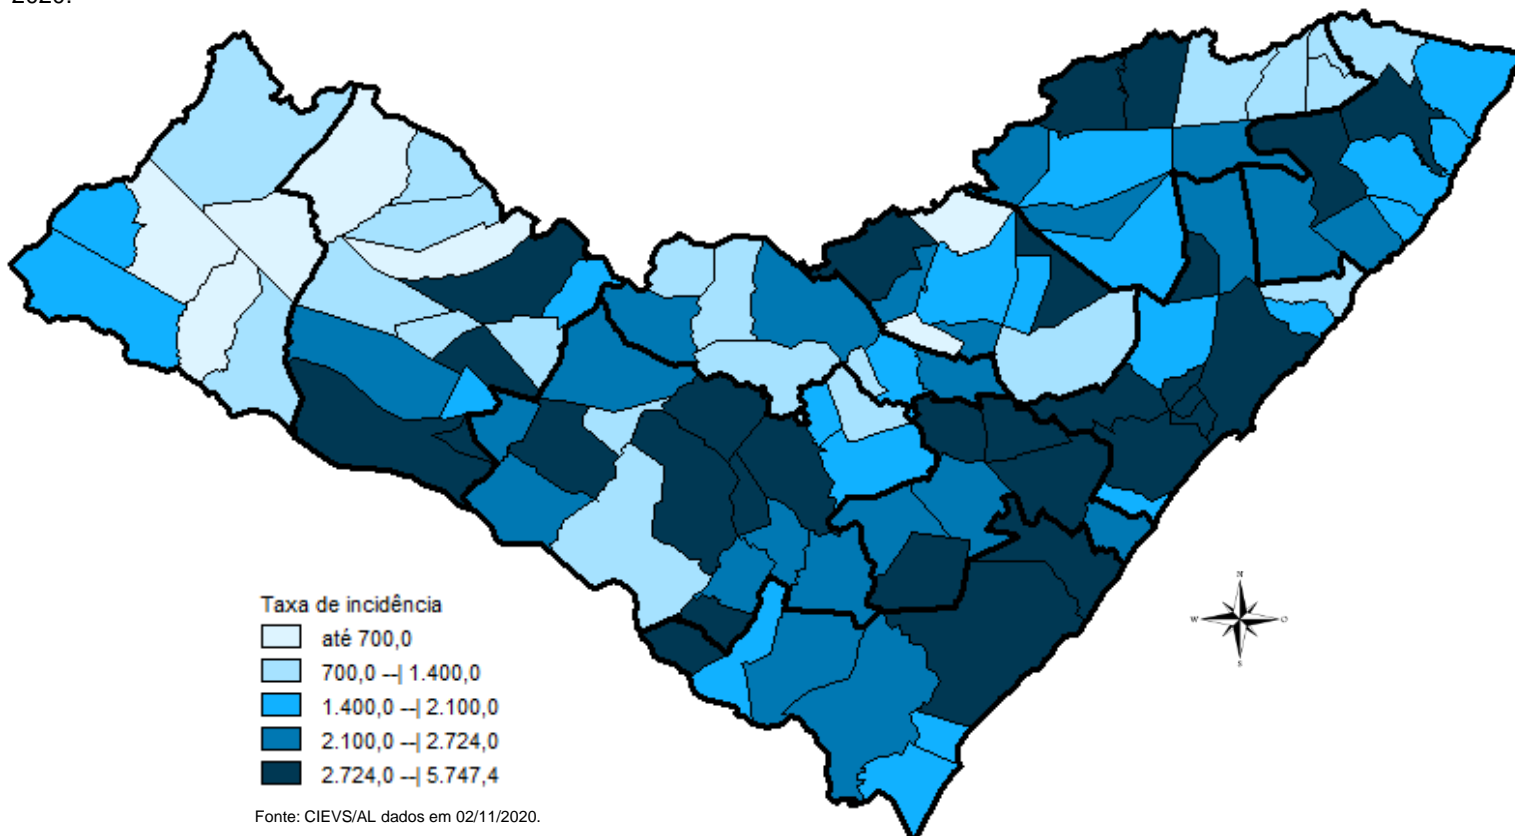 2020.
Taxa de incidência
até 700,0
700,0 --| 1.400,0
1.400,0 --| 2.100,0
2.100,0 --| 2.724,0
2.724,0 --| 5.747,4
Fonte: CIEVS/AL dados em 02/11/2020.
N
W
O
S